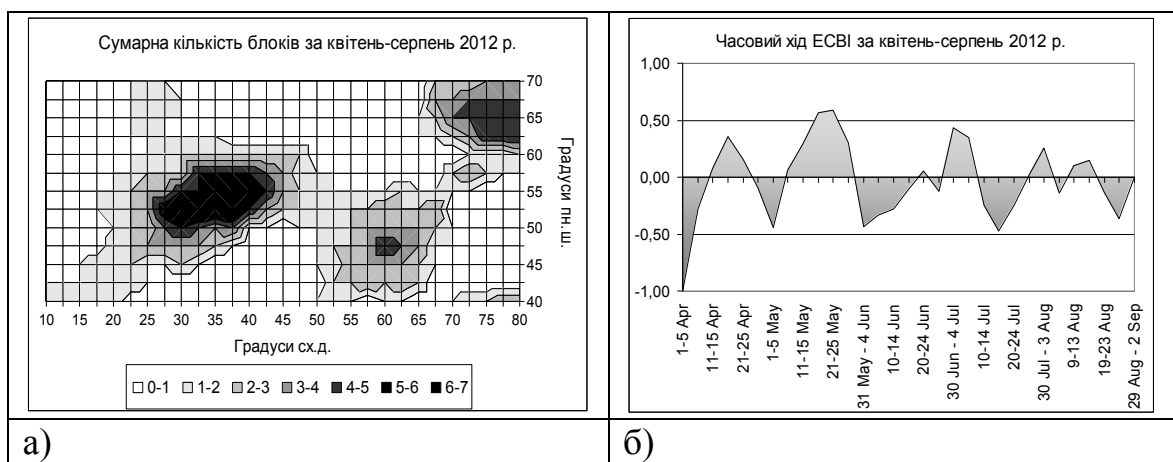 Сумарна кількість блоків за квітень-серпень 2012 р.
70
65
60
55
50
45
40
Градуси пн.ш.
10 15 20 25 30 35 40 45 50 55 60 65 70 75 80
Градуси сх.д.
0-1 1-2 2-3 3-4 4-5 5-6 6-7
а)
Часовий хід ЕСВІ за квітень-серпень 2012 р.
1,00
0,50
0,00
-0,50
-1,00
1-5 Apr
11-15 Apr
21-25 Apr
1-5 May
11-15 May
21-25 May
31 May - 4 Jun
10-14 Jun
20-24 Jun
30 Jun - 4 Jul
10-14 Jul
20-24 Jul
30 Jul - 3 Aug
9-13 Aug
19-23 Aug
29 Aug - 2 Sep
б)